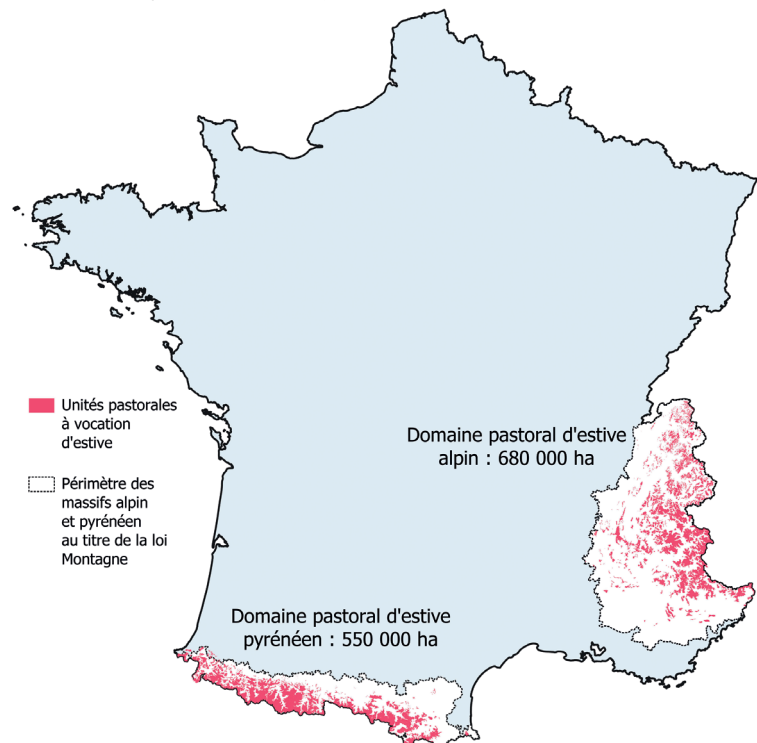 Unités pastorales
à vocation
d'estive
Périmètre des
massifs alpin
et pyrénéen
au titre de la loi
Montagne
Domaine pastoral d'estive
alpin : 680 000 ha
Domaine pastoral d'estive
pyrénéen : 550 000 ha